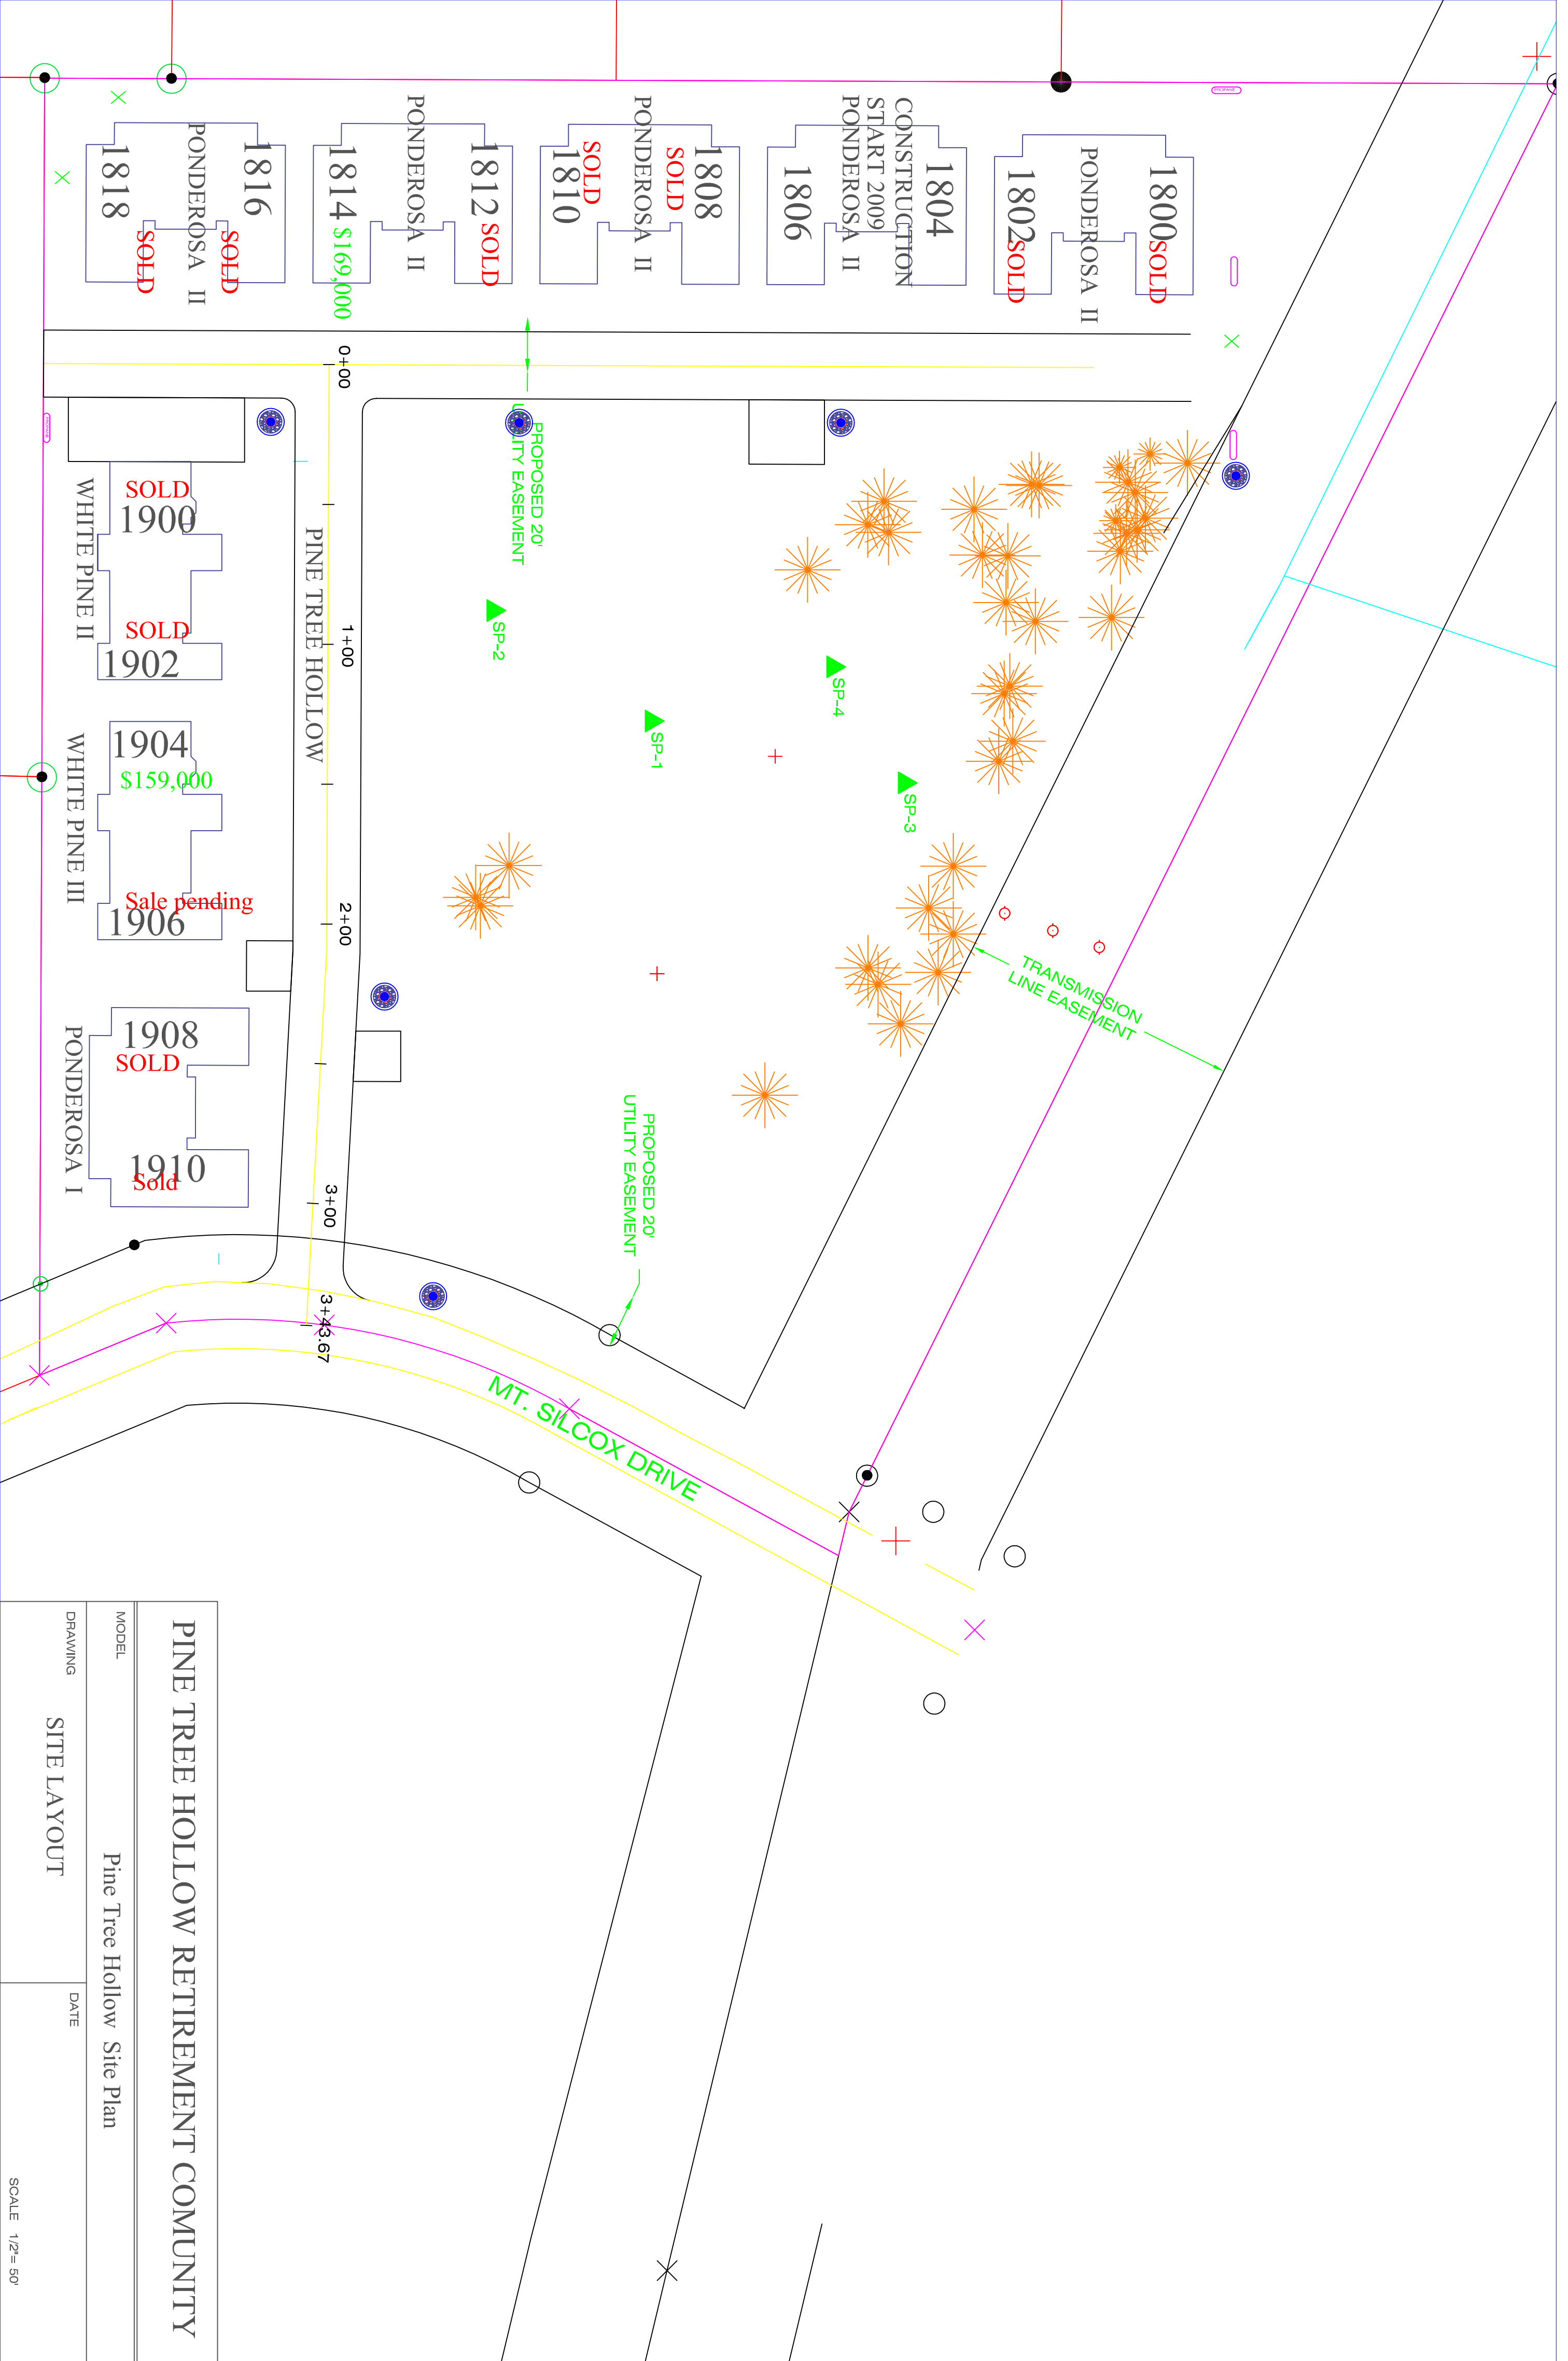 1818
SOLD
PONDEROSA II
1816
SOLD
1814 $169,000
PONDEROSA II
1812 SOLD
1810
SOLD
PONDEROSA II
SOLD
1808
1806
CONSTRUCTION
START 2009
PONDEROSA II
1804
1802 SOLD
PONDEROSA II
1800 SOLD
0+00
PROPOSED 20'
UTILITY EASEMENT
WHITE PINE II
SOLD
1900
SOLD
1902
PINE TREE HOLLOW
1+00
SP-2
SP-4
SP-1
SP-3
WHITE PINE III
1904
$159,000
Sale pending
1906
2+00
TRANSMISSION
LINE EASEMENT
PONDEROSA I
1908
SOLD
1910
Sold
3+00
PROPOSED 20'
UTILITY EASEMENT
3+43.67
MT. SILCOX DRIVE
PINE TREE HOLLOW RETIREMENT COMUNITY
MODEL
Pine Tree Hollow Site Plan
DRAWING
SITE LAYOUT
DATE
SCALE 1/2"= 50'